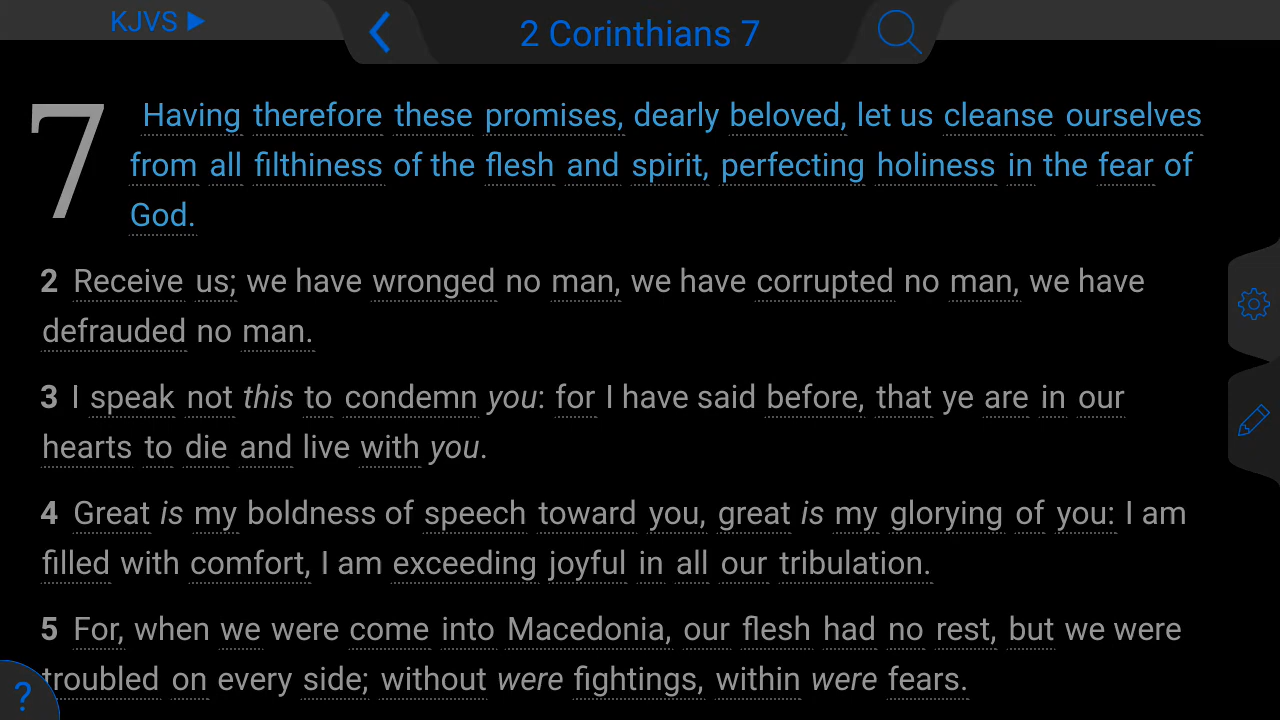 KJVS ▶
2 Corinthians 7
7 Having therefore these promises, dearly beloved, let us cleanse ourselves
from all filthiness of the flesh and spirit, perfecting holiness in the fear of
God.
2 Receive us; we have wronged no man, we have corrupted no man, we have
defrauded no man.
3 I speak not this to condemn you: for I have said before, that ye are in our
hearts to die and live with you.
4 Great is my boldness of speech toward you, great is my glorying of you: I am
filled with comfort, I am exceeding joyful in all our tribulation.
5 For, when we were come into Macedonia, our flesh had no rest, but we were
troubled on every side; without were fightings, within were fears.
?